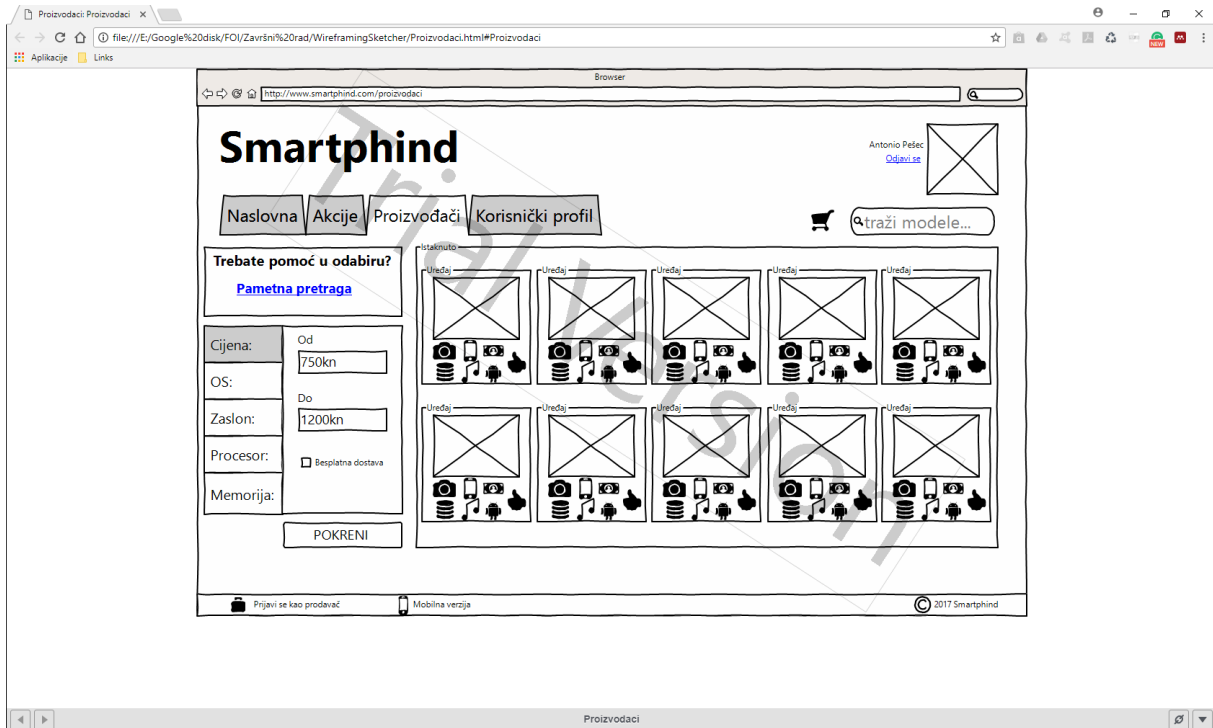 Proizvodaci: Proizvodaci
file:///E:/Google%20disk/FOI/Završni%20rad/WireframingSketcher/Proizvodaci.html#Proizvodaci
NEW
Aplikacije Links
Browser
http://www.smartphind.com/proizvodaci
Smartphind
Antonio Pešec
Odjavi se
Naslovna Akcije Proizvođači Korisnički profil
traži modele...
Trebate pomoć u odabiru?
Pametna pretraga
Cijena:
OS:
Zaslon:
Procesor:
Memorija:
Od
750kn
Do
1200kn
Besplatna dostava
POKRENI
Istaknuto
Uređaj Uređaj Uređaj Uređaj Uređaj
Uređaj Uređaj Uređaj Uređaj Uređaj
Trial Version
Prijavi se kao prodavač Mobilna verzija © 2017 Smartphind
Proizvodaci